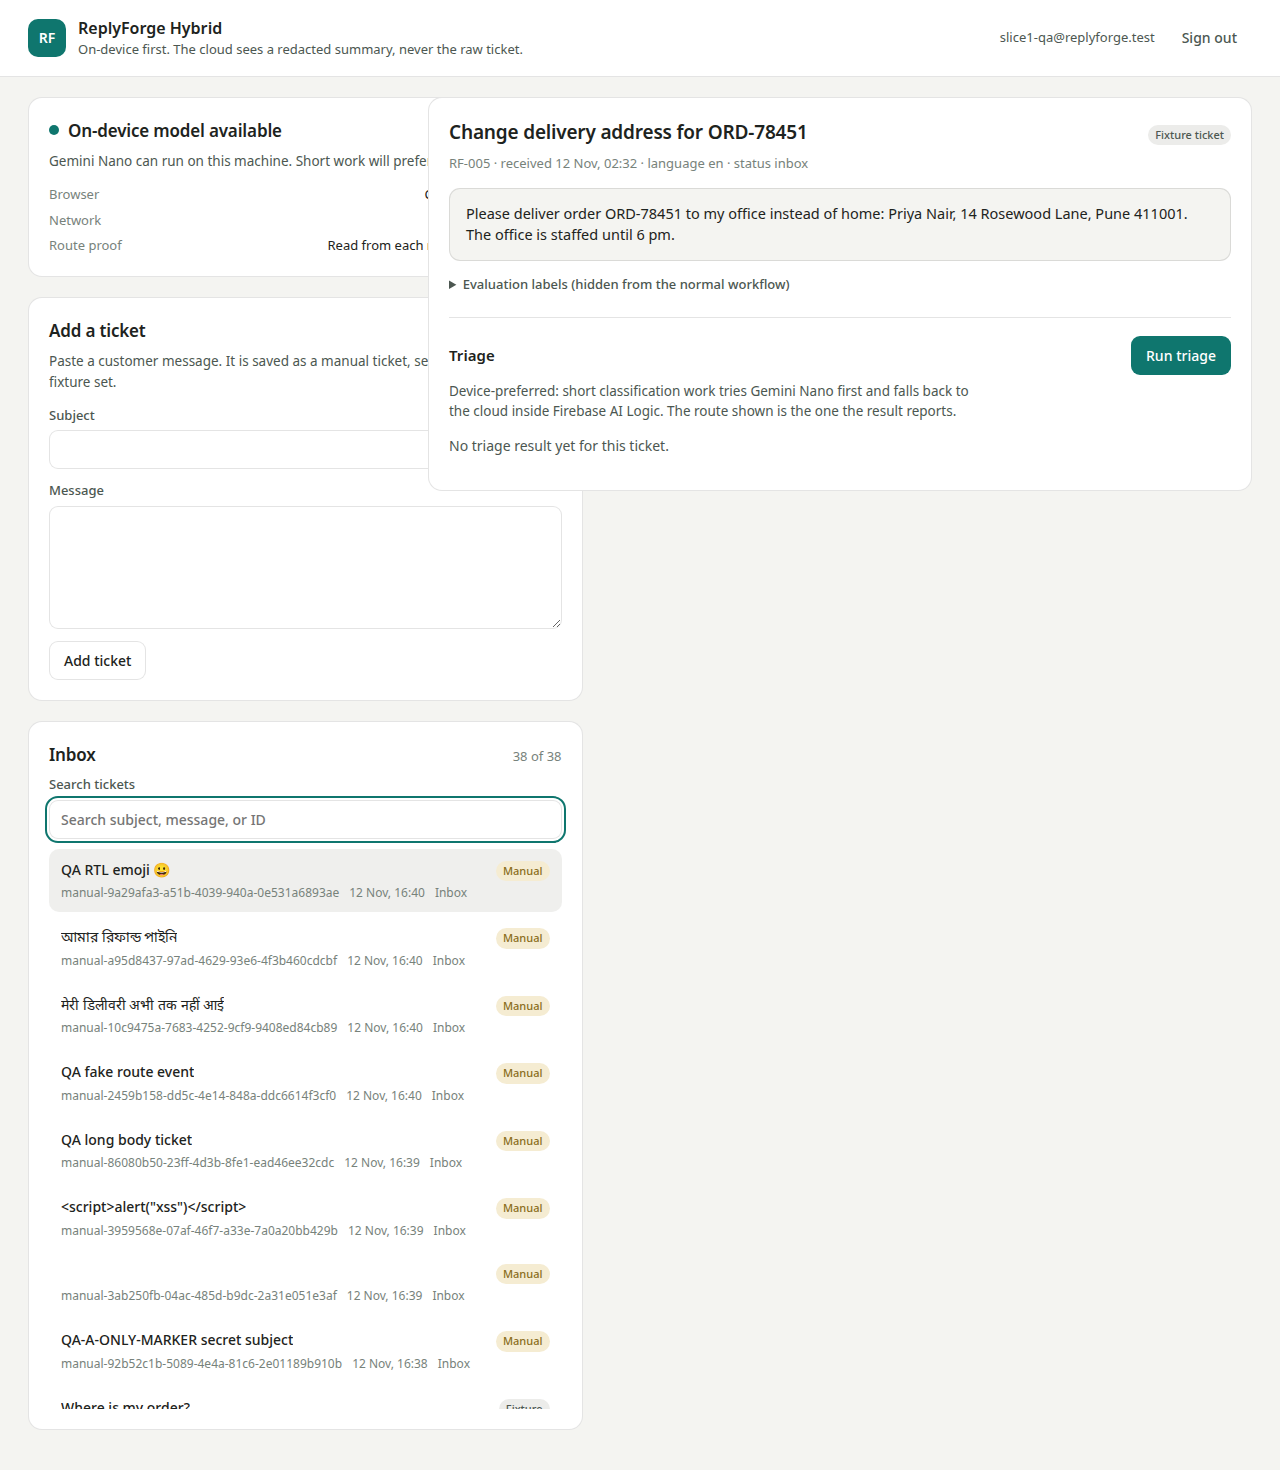 RF
ReplyForge Hybrid
On-device first. The cloud sees a redacted summary, never the raw ticket.
slice1-qa@replyforge.test
Sign out
On-device model available
Gemini Nano can run on this machine. Short work will
Browser
Network
Route proof
Read from each
Add a ticket
Paste a customer message. It is saved as a manual ticket,
fixture set.
Subject
Message
Add ticket
Change delivery address for ORD-78451
Fixture ticket
RF-005 · received 12 Nov, 02:32 · language en · status inbox
Please deliver order ORD-78451 to my office instead of home: Priya Nair, 14 Rosewood Lane, Pune 411001.
The office is staffed until 6 pm.
Evaluation labels (hidden from the normal workflow)
Triage
Run triage
Device-preferred: short classification work tries Gemini Nano first and falls back to
the cloud inside Firebase AI Logic. The route shown is the one the result reports.
No triage result yet for this ticket.
Inbox
38 of 38
Search tickets
Search subject, message, or ID
QA RTL emoji 😀
Manual
manual-9a29afa3-a51b-4039-940a-0e531a6893ae 12 Nov, 16:40 Inbox
আমার রিফান্ড পাইনি
Manual
manual-a95d8437-97ad-4629-93e6-4f3b460cdcbf 12 Nov, 16:40 Inbox
मेरी डिलीवरी अभी तक नहीं आई
Manual
manual-10c9475a-7683-4252-9cf9-9408ed84cb89 12 Nov, 16:40 Inbox
QA fake route event
Manual
manual-2459b158-dd5c-4e14-848a-ddc6614f3cf0 12 Nov, 16:40 Inbox
QA long body ticket
Manual
manual-86080b50-23ff-4d3b-8fe1-ead46ee32cdc 12 Nov, 16:39 Inbox
<script>alert("xss")</script>
Manual
manual-3959568e-07af-46f7-a33e-7a0a20bb429b 12 Nov, 16:39 Inbox
Manual
manual-3ab250fb-04ac-485d-b9dc-2a31e051e3af 12 Nov, 16:39 Inbox
QA-A-ONLY-MARKER secret subject
Manual
manual-92b52c1b-5089-4e4a-81c6-2e01189b910b 12 Nov, 16:38 Inbox
Where is my order?
Fixture